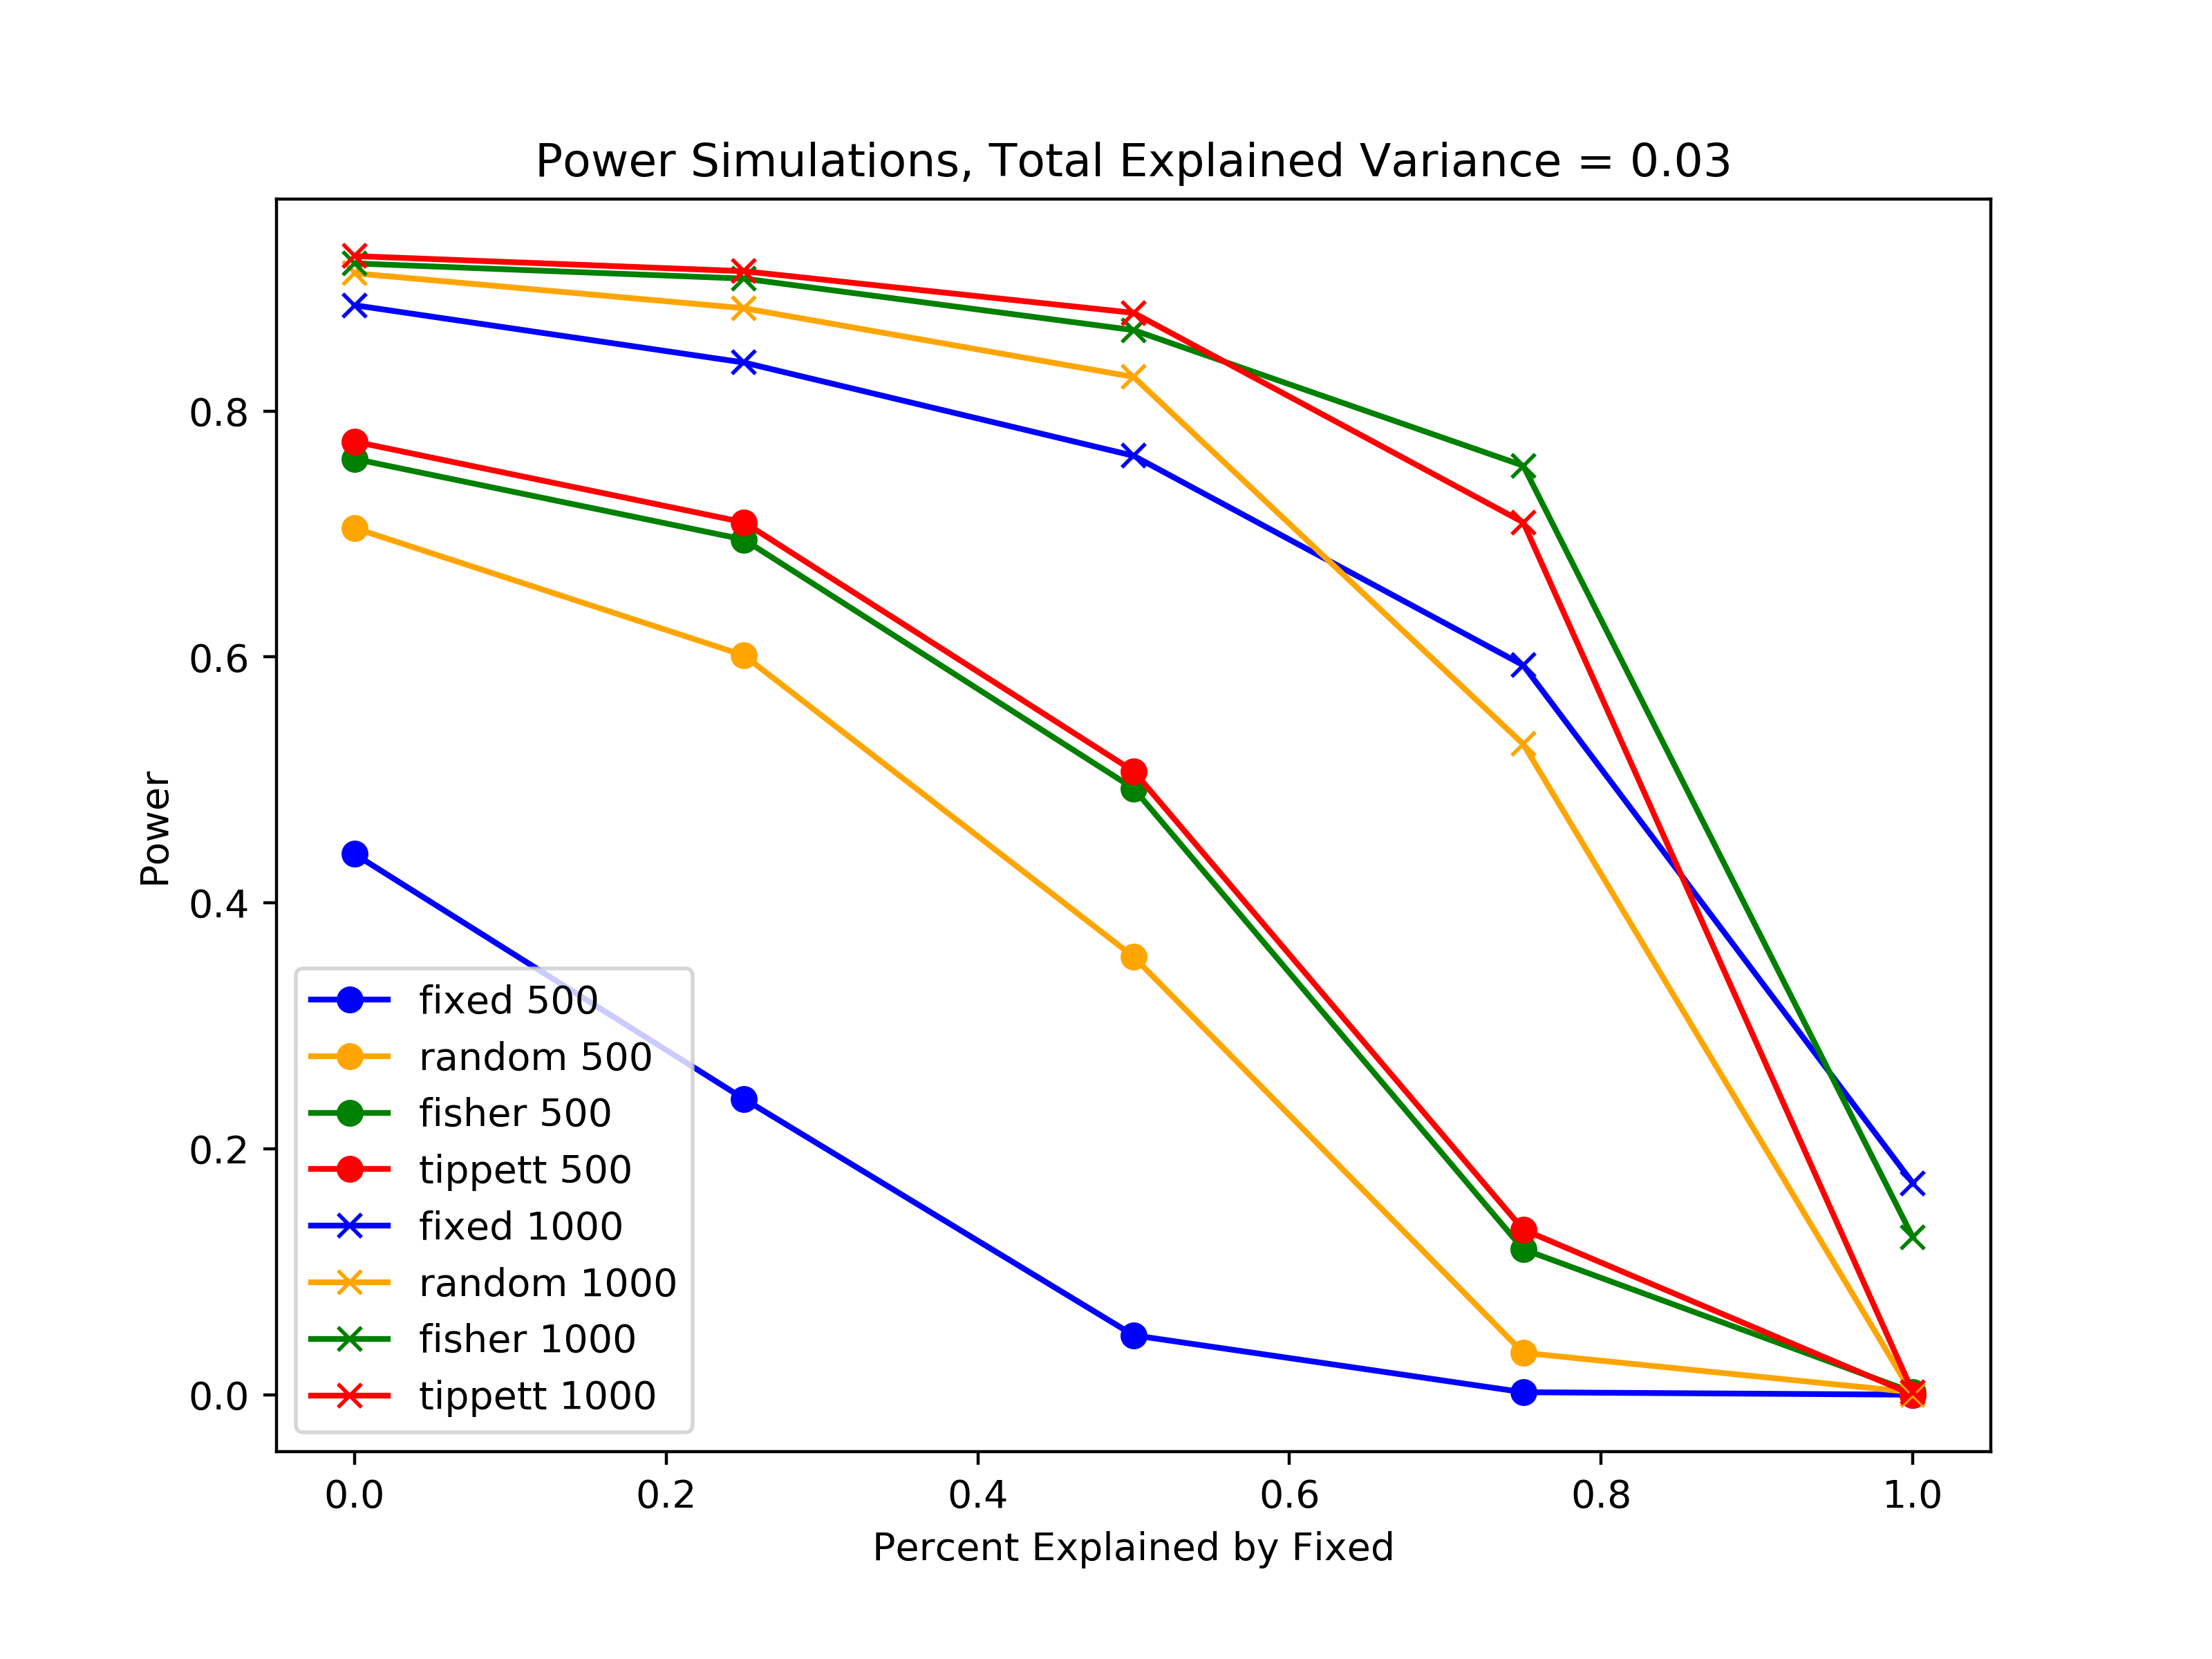 Power Simulations, Total Explained Variance = 0.03
Power
0.8
0.6
0.4
0.2
0.0
fixed 500
random 500
fisher 500
tippett 500
fixed 1000
random 1000
fisher 1000
tippett 1000
0.0 0.2 0.4 0.6 0.8 1.0
Percent Explained by Fixed